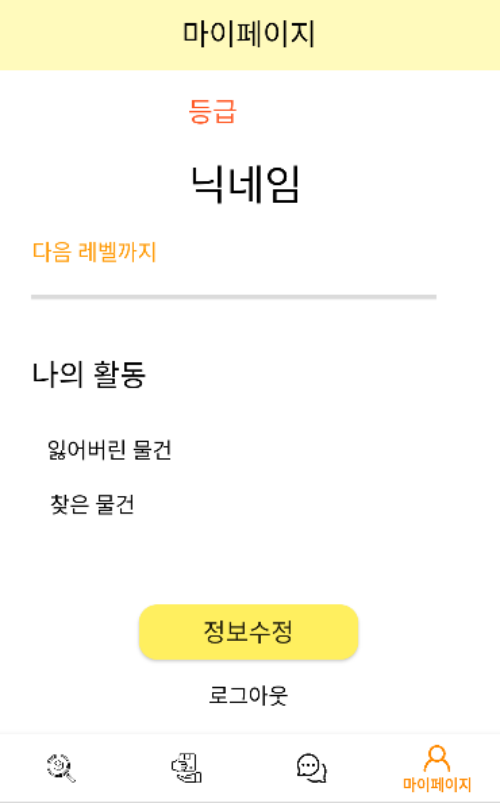 마이페이지
등급
닉네임
다음 레벨까지
나의 활동
잃어버린 물건
찾은 물건
정보수정
로그아웃
마이페이지